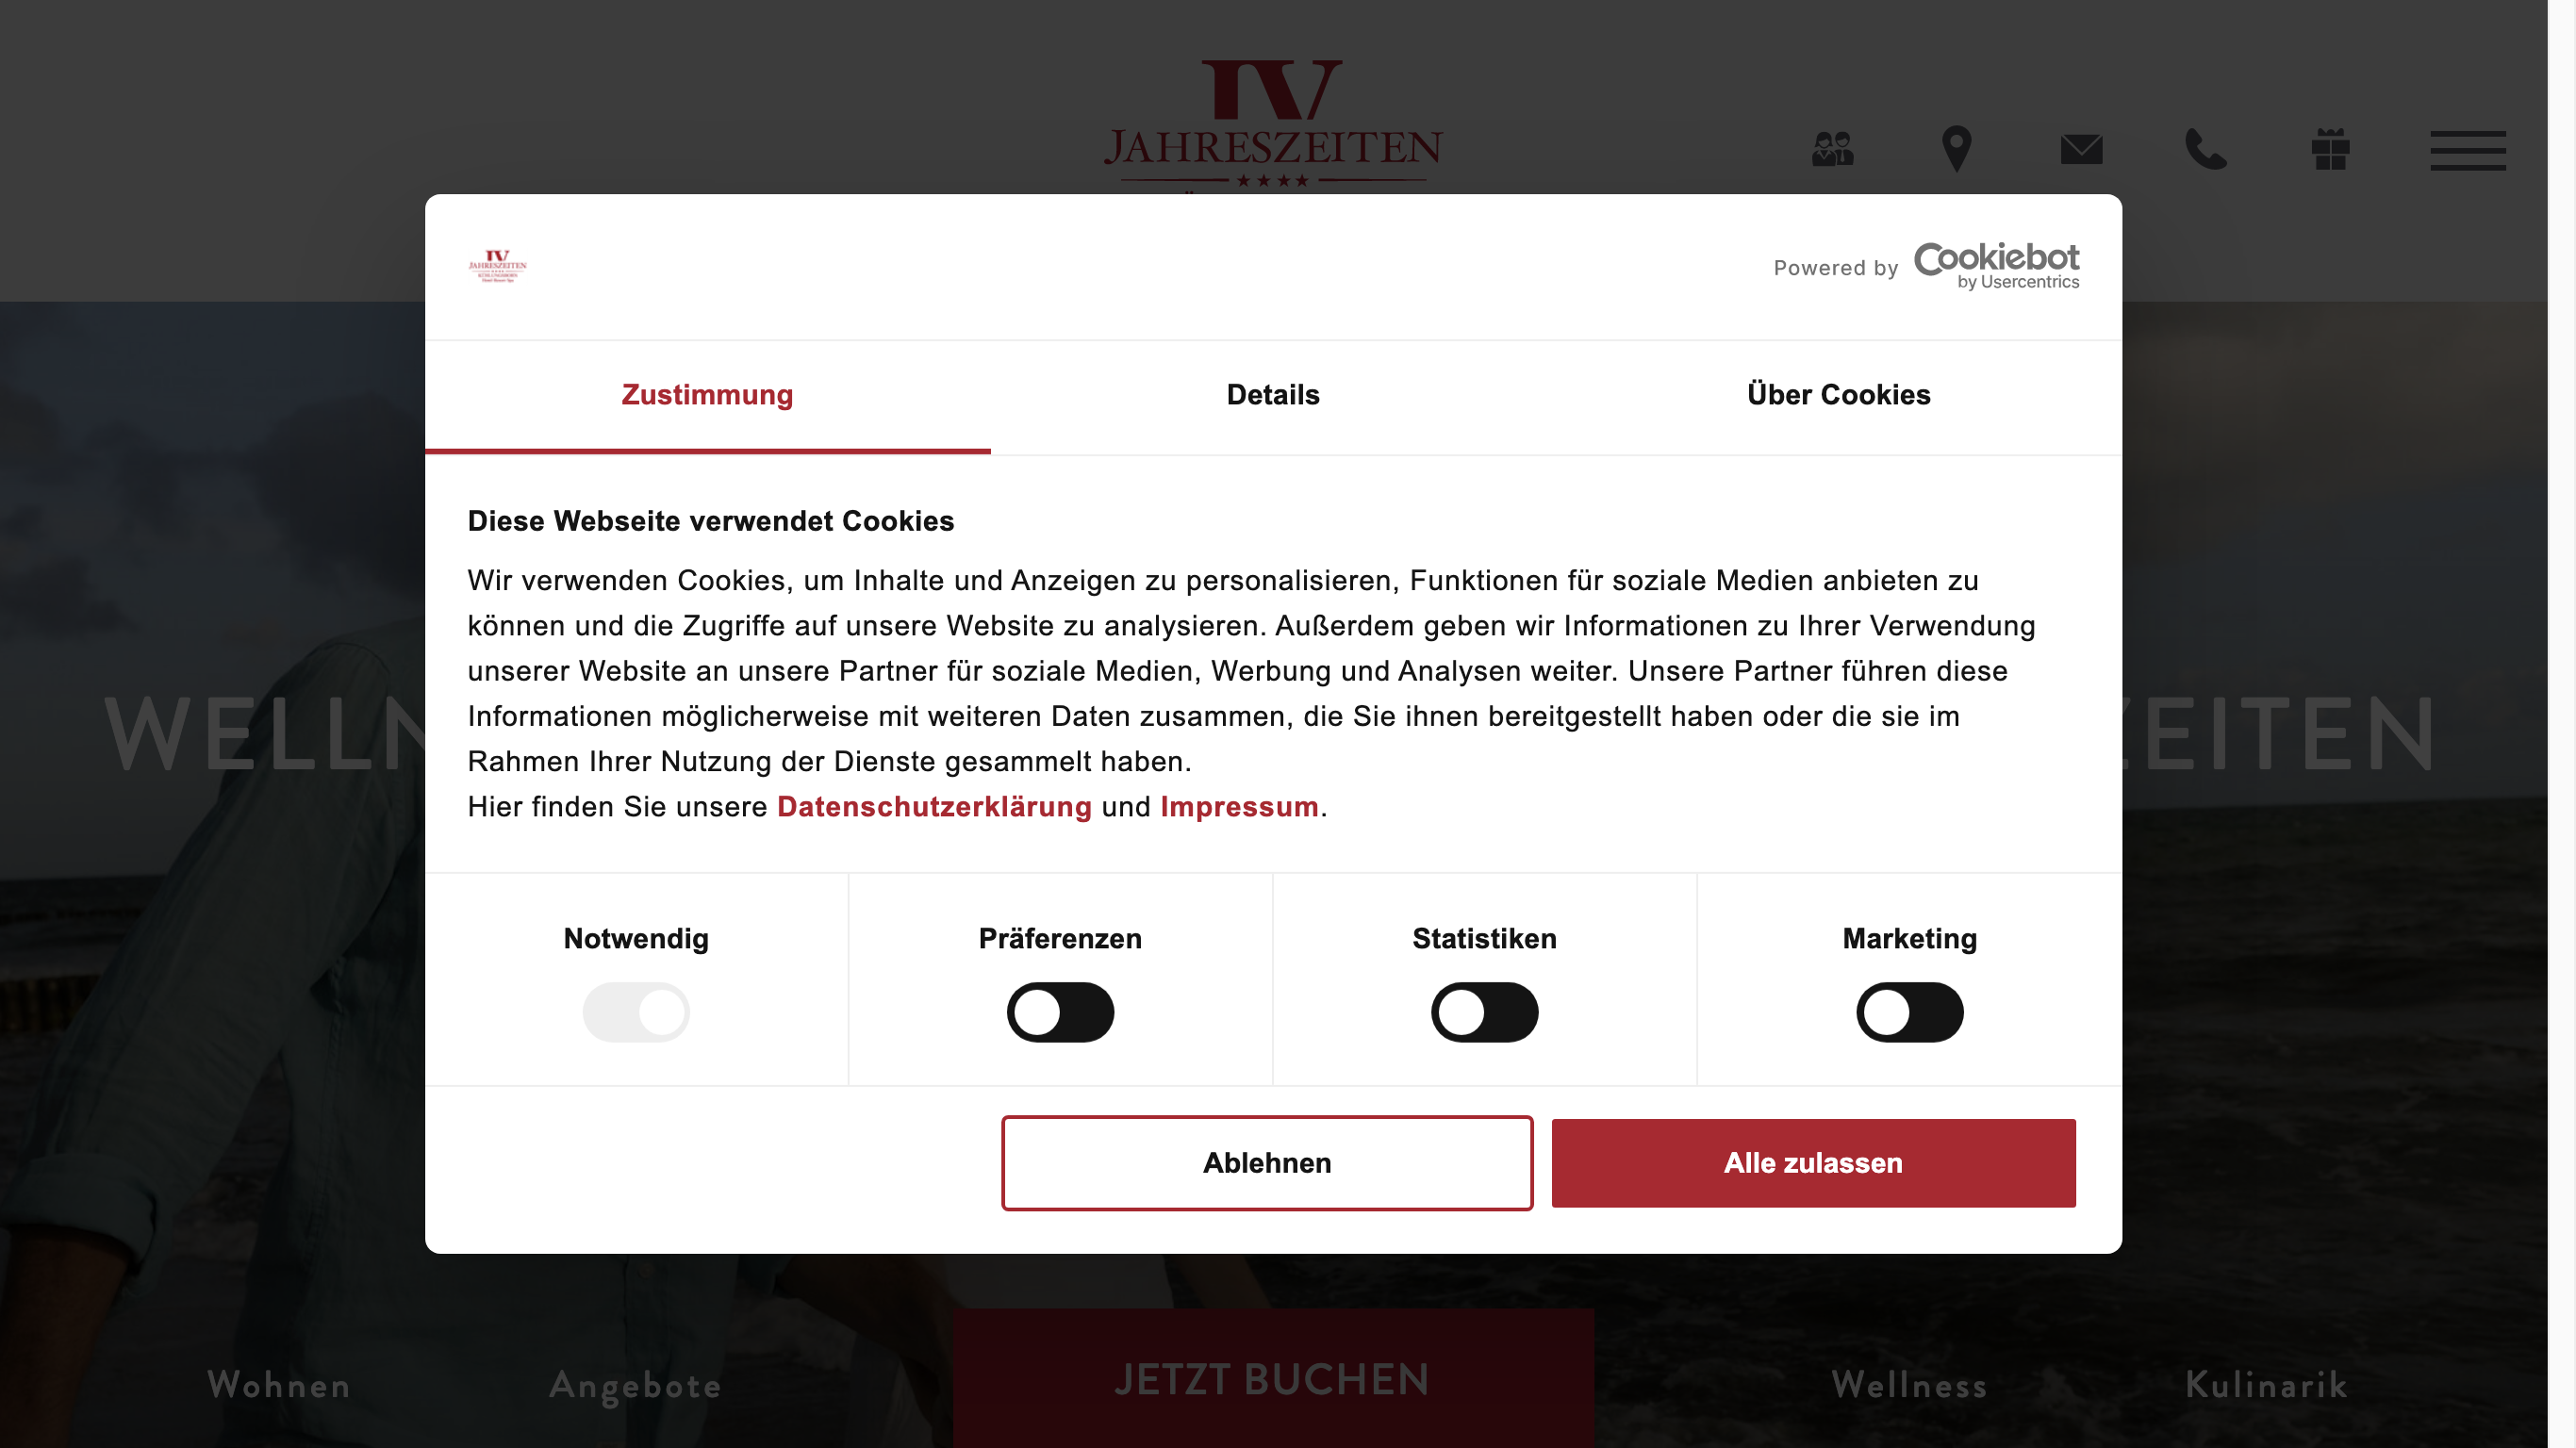 IV
JAHRESZEITEN
IV
JAHRESZEITEN
Powered by Cookiebot
by Usercentrics
Zustimmung
Details
Über Cookies
Diese Webseite verwendet Cookies
Wir verwenden Cookies, um Inhalte und Anzeigen zu personalisieren, Funktionen für soziale Medien anbieten zu
können und die Zugriffe auf unsere Website zu analysieren. Außerdem geben wir Informationen zu Ihrer Verwendung
unserer Website an unsere Partner für soziale Medien, Werbung und Analysen weiter. Unsere Partner führen diese
Informationen möglicherweise mit weiteren Daten zusammen, die Sie ihnen bereitgestellt haben oder die sie im
Rahmen Ihrer Nutzung der Dienste gesammelt haben.
Hier finden Sie unsere Datenschutzerklärung und Impressum.
WELLN
ZEITEN
Notwendig
Präferenzen
Statistiken
Marketing
Ablehnen
Alle zulassen
Wohnen
Angebote
JETZT BUCHEN
Wellness
Kulinarik